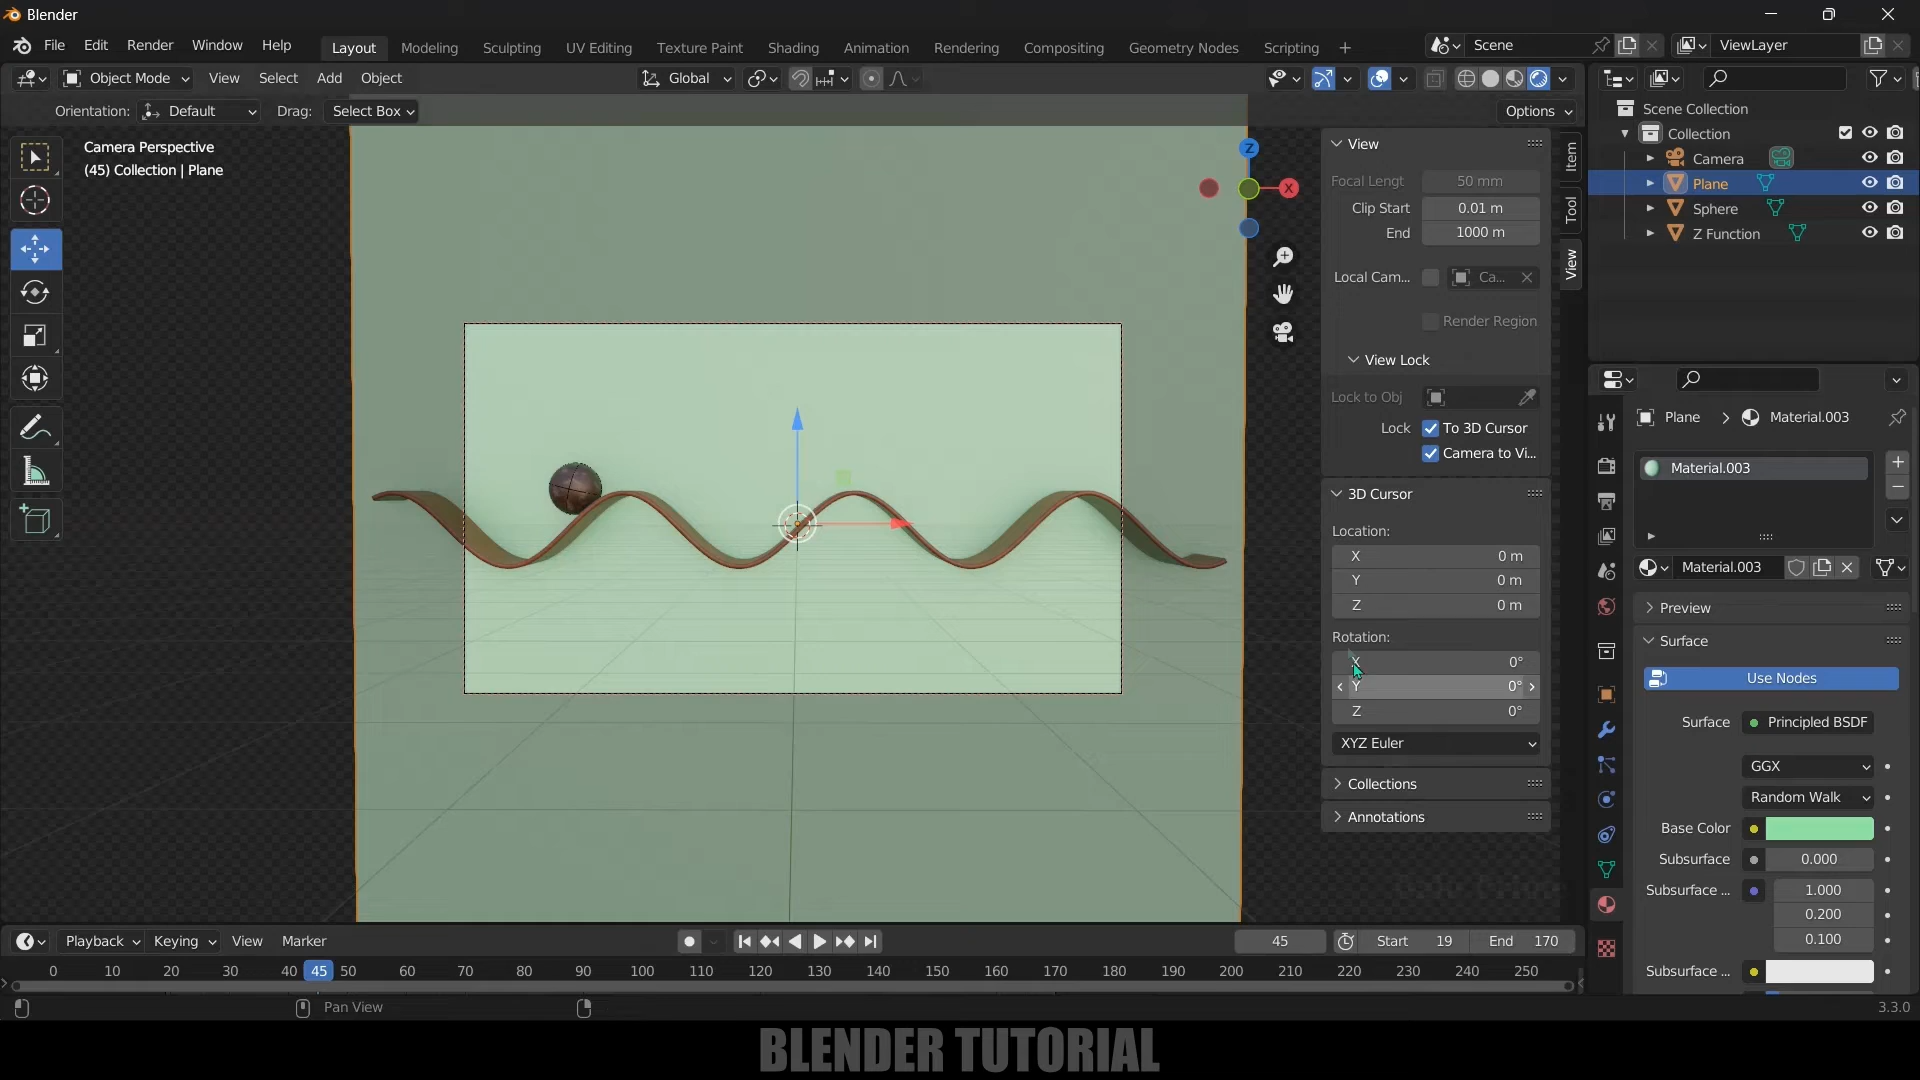 Blender
File Edit Render Window Help
Layout Modeling Sculpting UV Editing Texture Paint Shading Animation Rendering Compositing Geometry Nodes Scripting +
Scene
ViewLayer
Object Mode View Select Add Object
Global
Orientation: Default Drag: Select Box
Options
Camera Perspective
(45) Collection | Plane
Z
X
Item
Tool
View
View
Focal Lengt 50 mm
Clip Start 0.01 m
End 1000 m
Local Cam... Ca...
Render Region
View Lock
Lock to Obj
Lock To 3D Cursor
Camera to Vi...
3D Cursor
Location:
X 0 m
Y 0 m
Z 0 m
Rotation:
X 0°
Y 0°
Z 0°
XYZ Euler
Collections
Annotations
Scene Collection
Collection
Camera
Plane
Sphere
Z Function
Plane > Material.003
Material.003
Material.003
Preview
Surface
Use Nodes
Surface Principled BSDF
GGX
Random Walk
Base Color
Subsurface 0.000
Subsurface ... 1.000
0.200
0.100
Subsurface ...
Playback Keying View Marker
45 Start 19 End 170
0 10 20 30 40 45 50 60 70 80 90 100 110 120 130 140 150 160 170 180 190 200 210 220 230 240 250
Pan View
3.3.0
BLENDER TUTORIAL